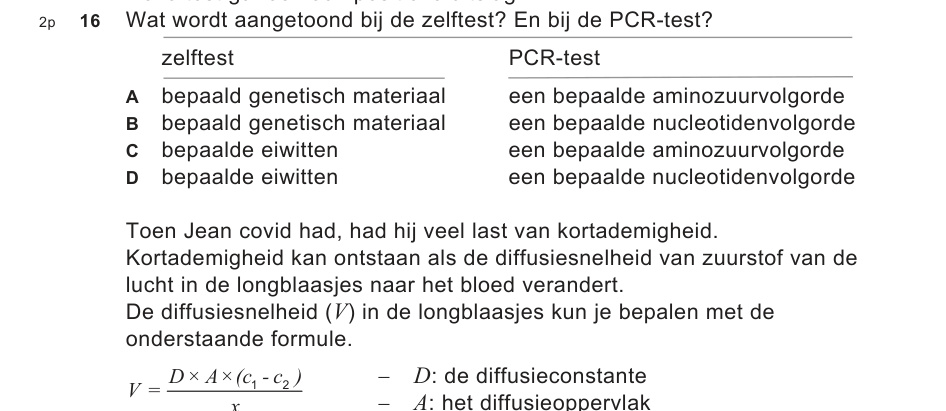 2p 16 Wat wordt aangetoond bij de zelftest? En bij de PCR-test?
zelftest PCR-test
A bepaald genetisch materiaal een bepaalde aminozuurvolgorde
B bepaald genetisch materiaal een bepaalde nucleotidenvolgorde
C bepaalde eiwitten een bepaalde aminozuurvolgorde
D bepaalde eiwitten een bepaalde nucleotidenvolgorde
Toen Jean covid had, had hij veel last van kortademigheid.
Kortademigheid kan ontstaan als de diffusiesnelheid van zuurstof van de
lucht in de longblaasjes naar het bloed verandert.
De diffusiesnelheid (V) in de longblaasjes kun je bepalen met de
onderstaande formule.
V = D × A × (c₁ - c₂) / x – D: de diffusieconstante
– A: het diffusieoppervlak